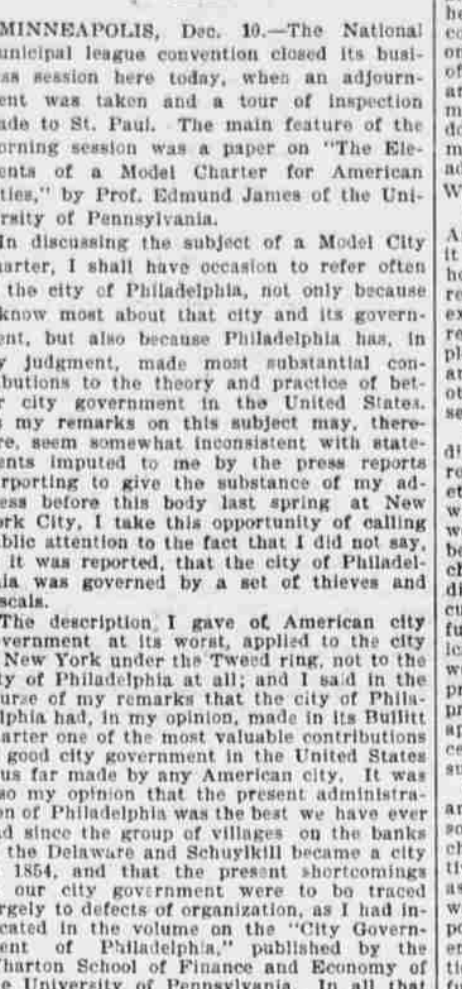 MINNEAPOLIS, Dec. 10.—The National
unicipal league convention closed its busi-
ss session here today, when an adjourn-
ent was taken and a tour of inspection
ade to St. Paul. The main feature of the
orning session was a paper on "The Ele-
ents of a Model Charter for American
ties," by Prof. Edmund James of the Uni-
rsity of Pennsylvania.
In discussing the subject of a Model City
harter, I shall have occasion to refer often
the city of Philadelphia, not only because
know most about that city and its govern-
ent, but also because Philadelphia has, in
y judgment, made most substantial con-
ibutions to the theory and practice of bet-
r city government in the United States.
s my remarks on this subject may, there-
re, seem somewhat inconsistent with state-
ents imputed to me by the press reports
rporting to give the substance of my ad-
ess before this body last spring at New
ork City, I take this opportunity of calling
blic attention to the fact that I did not say,
it was reported, that the city of Philadel-
ia was governed by a set of thieves and
scals.
The description I gave of American city
vernment at its worst, applied to the city
New York under the Tweed ring, not to the
ty of Philadelphia at all; and I said in the
urse of my remarks that the city of Phila-
lphia had, in my opinion, made in its Bullitt
arter one of the most valuable contributions
good city government in the United States
us far made by any American city. It was
so my opinion that the present administra-
on of Philadelphia was the best we have ever
d since the group of villages on the banks
the Delaware and Schuylkill became a city
1854, and that the present shortcomings
our city government were to be traced
rgely to defects of organization, as I had in-
cated in the volume on the "City Govern-
ent of Philadelphia," published by the
harton School of Finance and Economy of
e University of Pennsylvania. In all that